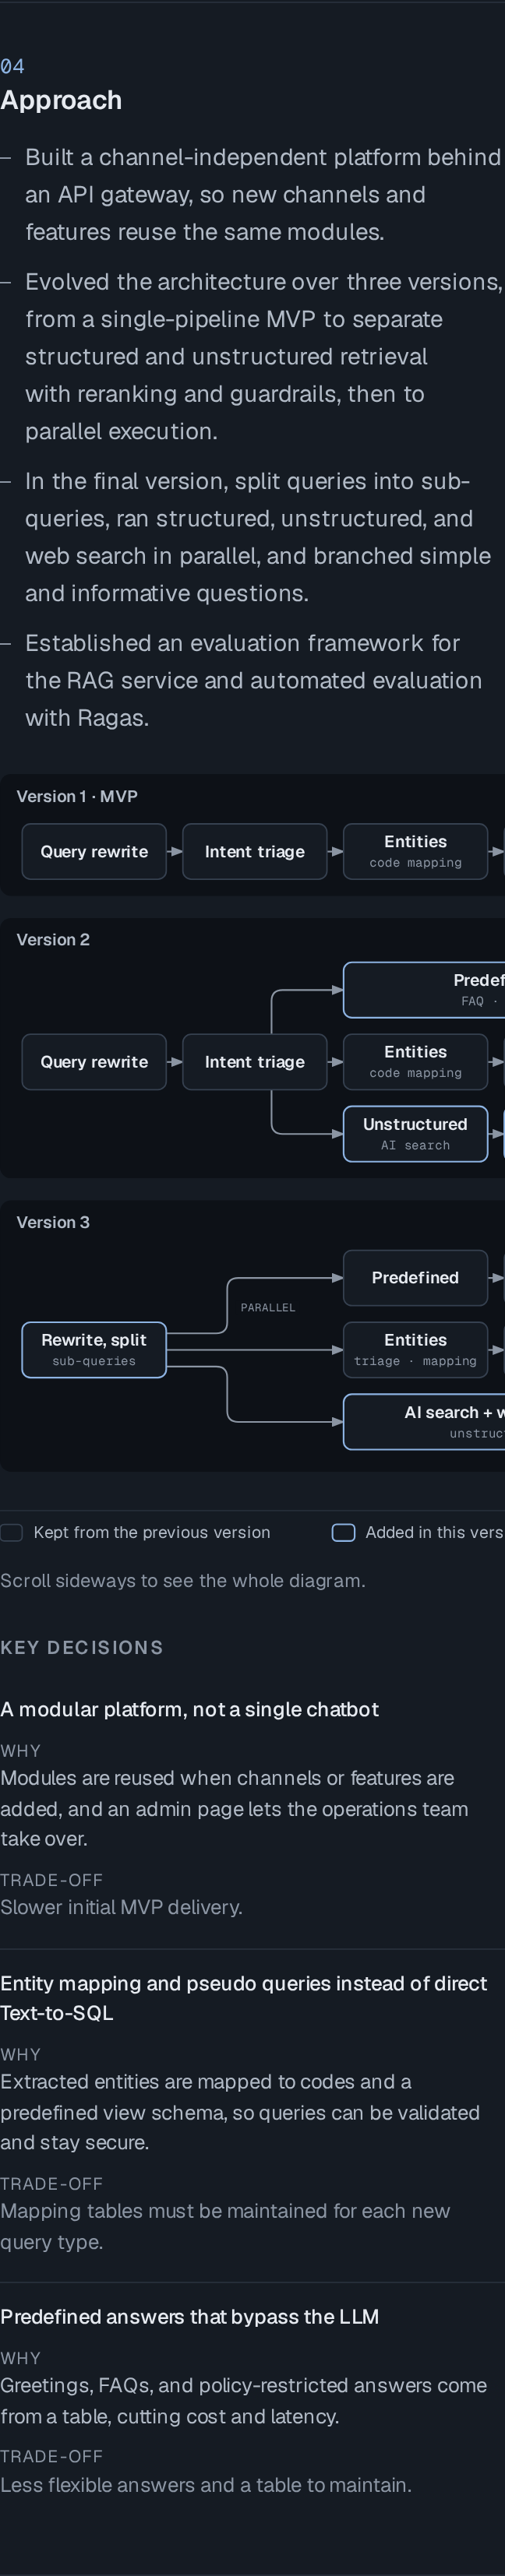 04
Approach
– Built a channel-independent platform behind
an API gateway, so new channels and
features reuse the same modules.
– Evolved the architecture over three versions,
from a single-pipeline MVP to separate
structured and unstructured retrieval
with reranking and guardrails, then to
parallel execution.
– In the final version, split queries into sub-
queries, ran structured, unstructured, and
web search in parallel, and branched simple
and informative questions.
– Established an evaluation framework for
the RAG service and automated evaluation
with Ragas.
Version 1 · MVP
Query rewrite
Intent triage
Entities
code mapping
Version 2
Predef
FAQ ·
Query rewrite
Intent triage
Entities
code mapping
Unstructured
AI search
Version 3
Predefined
PARALLEL
Rewrite, split
sub-queries
Entities
triage · mapping
AI search + w
unstruc
Kept from the previous version
Added in this vers
Scroll sideways to see the whole diagram.
KEY DECISIONS
A modular platform, not a single chatbot
WHY
Modules are reused when channels or features are
added, and an admin page lets the operations team
take over.
TRADE-OFF
Slower initial MVP delivery.
Entity mapping and pseudo queries instead of direct
Text-to-SQL
WHY
Extracted entities are mapped to codes and a
predefined view schema, so queries can be validated
and stay secure.
TRADE-OFF
Mapping tables must be maintained for each new
query type.
Predefined answers that bypass the LLM
WHY
Greetings, FAQs, and policy-restricted answers come
from a table, cutting cost and latency.
TRADE-OFF
Less flexible answers and a table to maintain.